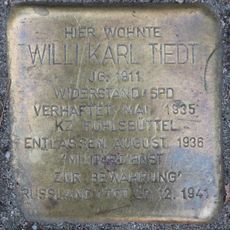 HIER WOHNTE
WILLI KARL TIEDT
JG. 1911
WIDERSTAND/SPD
VERHAFTET MAI 1935
KZ FUHLSBÜTTEL
ENTLASSEN AUGUST 1936
'MILITÄRDIENST
ZUR BEWÄHRUNG'
RUSSLAND TOT 12.1941